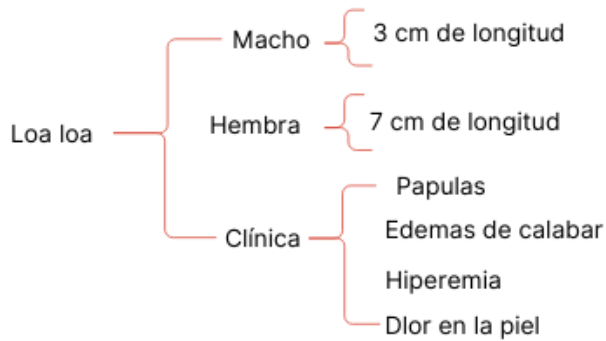 Loa loa
Macho
3 cm de longitud
Hembra
7 cm de longitud
Clínica
Papulas
Edemas de calabar
Hiperemia
Dlor en la piel